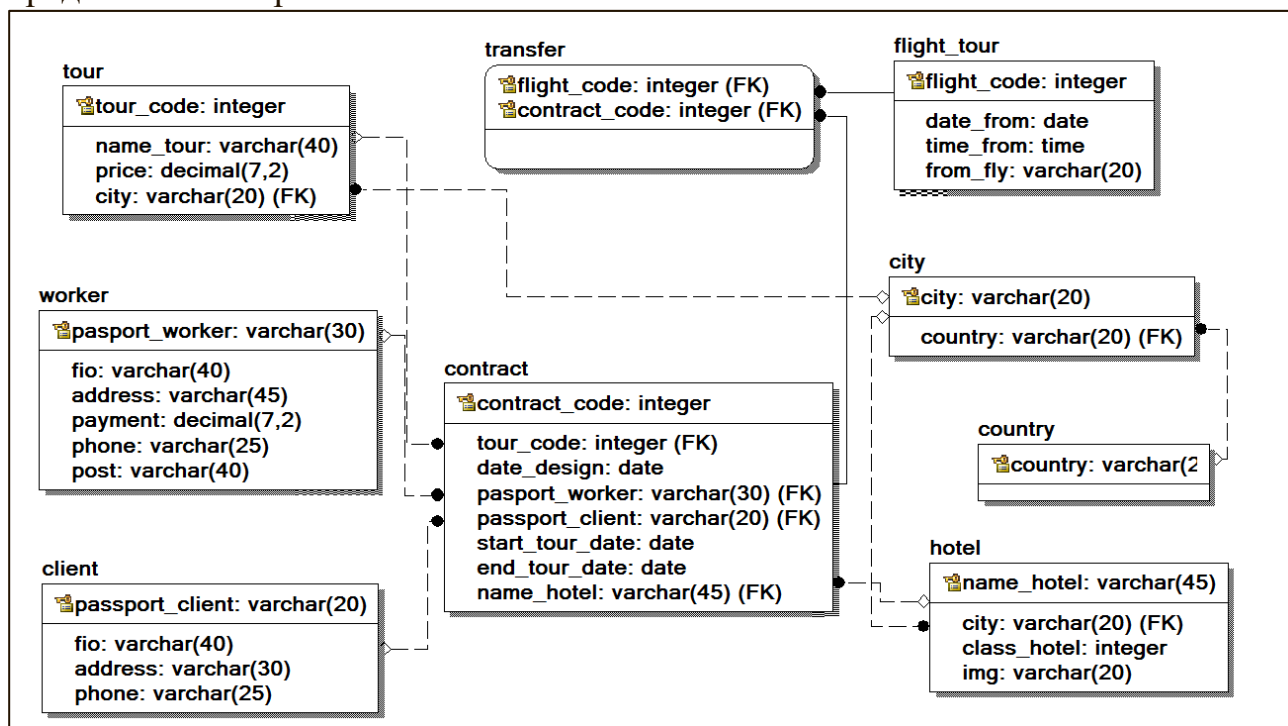 transfer
flight_code: integer (FK)
contract_code: integer (FK)
flight_tour
flight_code: integer
date_from: date
time_from: time
from_fly: varchar(20)
tour
tour_code: integer
name_tour: varchar(40)
price: decimal(7,2)
city: varchar(20) (FK)
city
city: varchar(20)
country: varchar(20) (FK)
worker
pasport_worker: varchar(30)
fio: varchar(40)
address: varchar(45)
payment: decimal(7,2)
phone: varchar(25)
post: varchar(40)
contract
contract_code: integer
tour_code: integer (FK)
date_design: date
pasport_worker: varchar(30) (FK)
passport_client: varchar(20) (FK)
start_tour_date: date
end_tour_date: date
name_hotel: varchar(45) (FK)
country
country: varchar(2
hotel
name_hotel: varchar(45)
city: varchar(20) (FK)
class_hotel: integer
img: varchar(20)
client
passport_client: varchar(20)
fio: varchar(40)
address: varchar(30)
phone: varchar(25)